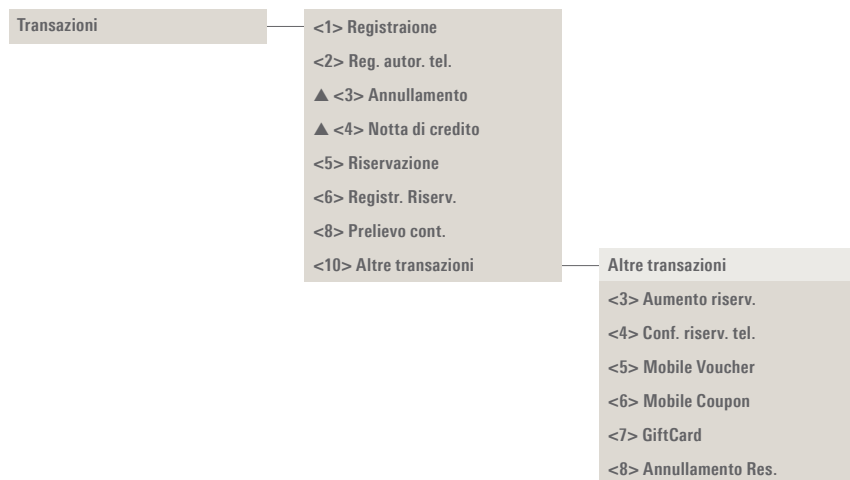 Transazioni
<1> Registraione
<2> Reg. autor. tel.
▲ <3> Annullamento
▲ <4> Notta di credito
<5> Riservazione
<6> Registr. Riserv.
<8> Prelievo cont.
<10> Altre transazioni
Altre transazioni
<3> Aumento riserv.
<4> Conf. riserv. tel.
<5> Mobile Voucher
<6> Mobile Coupon
<7> GiftCard
<8> Annullamento Res.